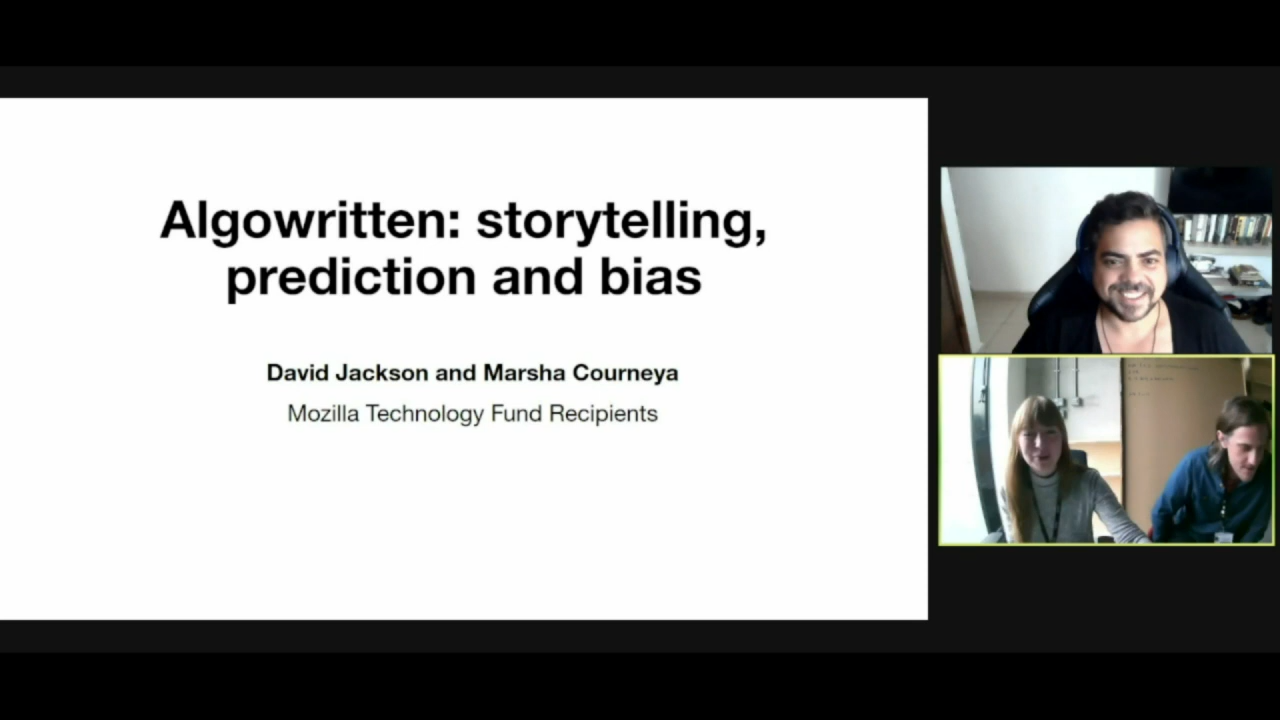 Algowritten: storytelling,
prediction and bias
David Jackson and Marsha Courneya
Mozilla Technology Fund Recipients